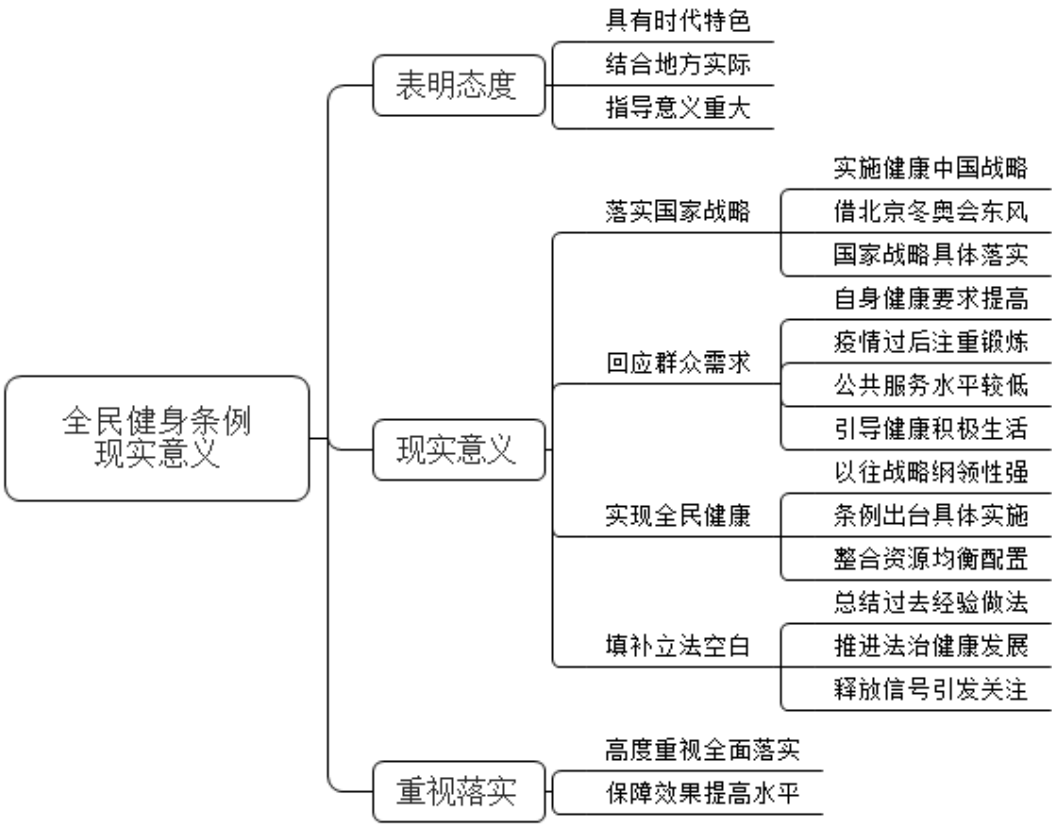 全民健身条例
现实意义
表明态度
具有时代特色
结合地方实际
指导意义重大
现实意义
落实国家战略
实施健康中国战略
借北京冬奥会东风
国家战略具体落实
回应群众需求
自身健康要求提高
疫情过后注重锻炼
公共服务水平较低
引导健康积极生活
实现全民健康
以往战略纲领性强
条例出台具体实施
整合资源均衡配置
填补立法空白
总结过去经验做法
推进法治健康发展
释放信号引发关注
重视落实
高度重视全面落实
保障效果提高水平